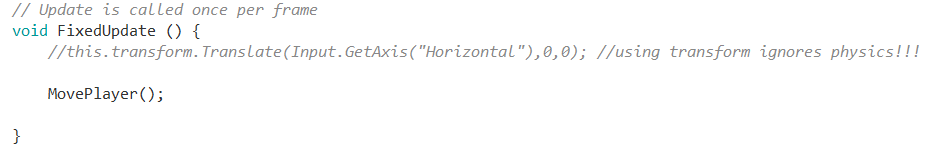 // Update is called once per frame
void FixedUpdate () {
//this.transform.Translate(Input.GetAxis("Horizontal"),0,0); //using transform ignores physics!!!
MovePlayer();
}